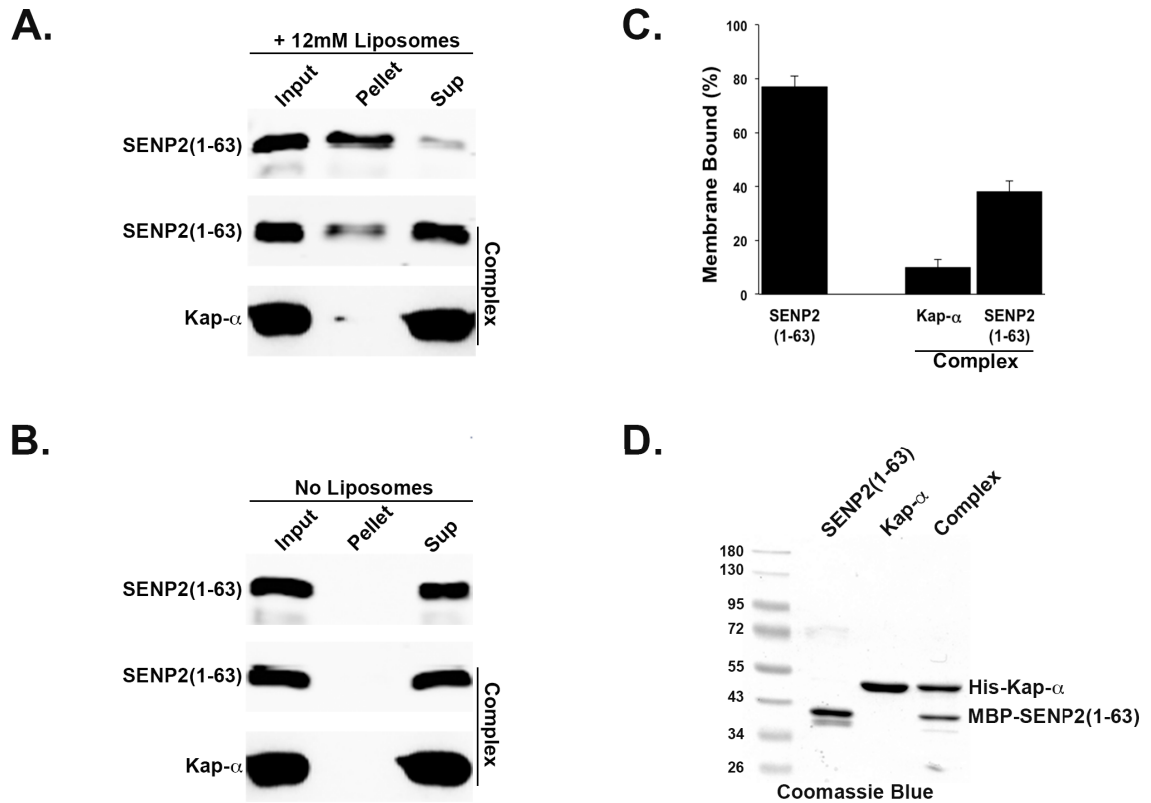 A.
+ 12mM Liposomes
Input
Pellet
Sup
SENP2(1-63)
SENP2(1-63)
Kap-α
Complex
B.
No Liposomes
Input
Pellet
Sup
SENP2(1-63)
SENP2(1-63)
Kap-α
Complex
C.
Membrane Bound (%)
100
80
60
40
20
0
SENP2
(1-63)
Kap-α
SENP2
(1-63)
Complex
D.
SENP2(1-63)
Kap-α
Complex
180
130
95
72
55
43
34
26
His-Kap-α
MBP-SENP2(1-63)
Coomassie Blue